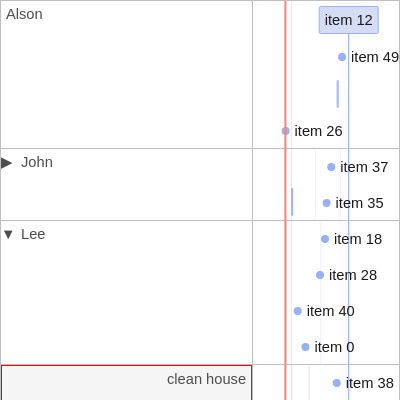 Alson
item 12
item 49
item 26
▶ John
item 37
item 35
▼ Lee
item 18
item 28
item 40
item 0
clean house
item 38